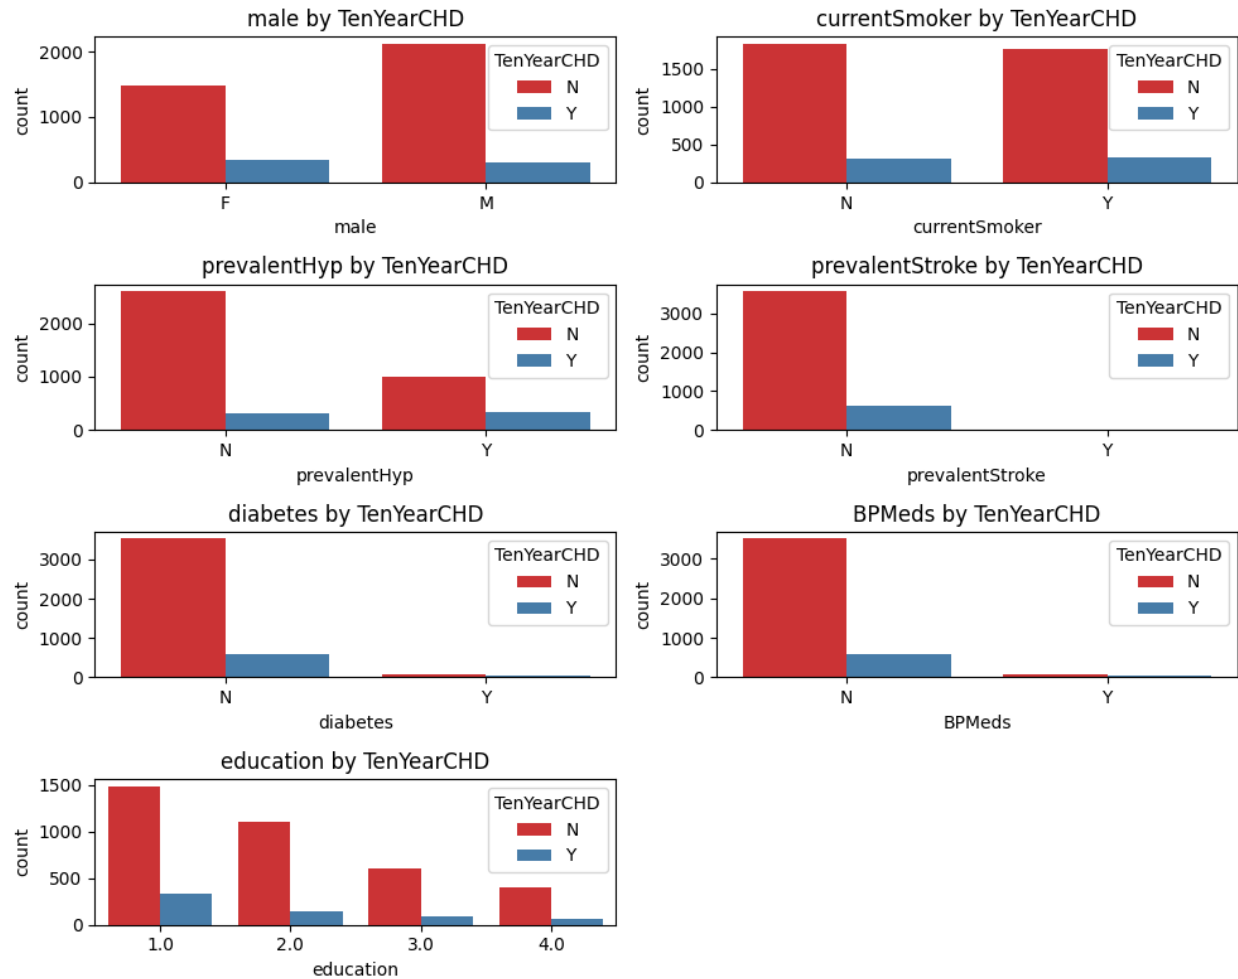 male by TenYearCHD
2000
1000
0
count
TenYearCHD
N
Y
F
M
male
currentSmoker by TenYearCHD
1500
1000
500
0
count
TenYearCHD
N
Y
N
Y
currentSmoker
prevalentHyp by TenYearCHD
2000
1000
0
count
TenYearCHD
N
Y
N
Y
prevalentHyp
prevalentStroke by TenYearCHD
3000
2000
1000
0
count
TenYearCHD
N
Y
N
Y
prevalentStroke
diabetes by TenYearCHD
3000
2000
1000
0
count
TenYearCHD
N
Y
N
Y
diabetes
BPMeds by TenYearCHD
3000
2000
1000
0
count
TenYearCHD
N
Y
N
Y
BPMeds
education by TenYearCHD
1500
1000
500
0
count
TenYearCHD
N
Y
1.0
2.0
3.0
4.0
education